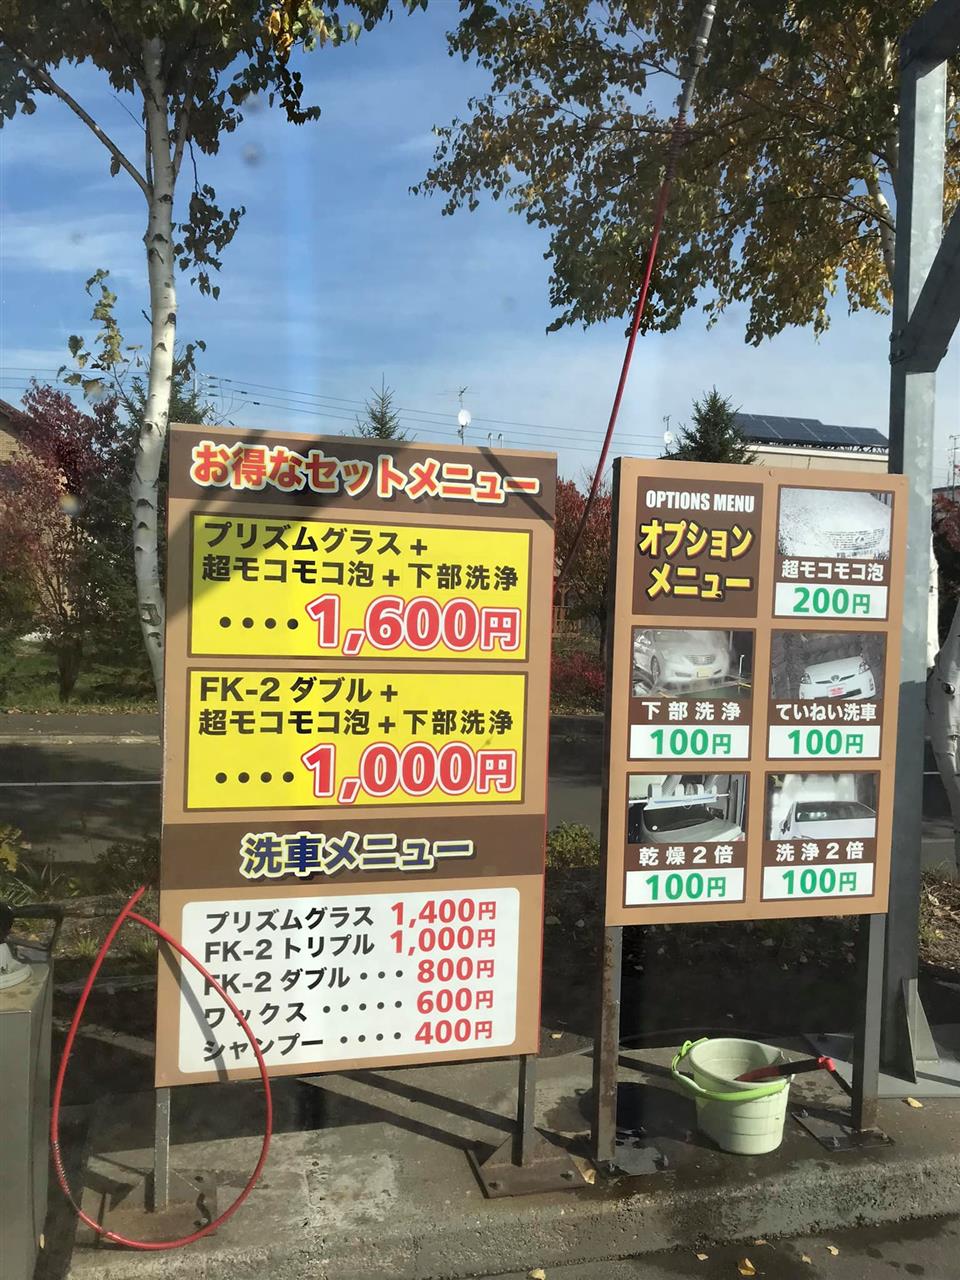 お得なセットメニュー
プリズムグラス+
超モコモコ泡+下部洗浄
‥‥1,600円
FK-2ダブル+
超モコモコ泡+下部洗浄
‥‥1,000円
洗車メニュー
プリズムグラス 1,400円
FK-2トリプル 1,000円
FK-2ダブル・・・800円
ワックス・・・・・600円
シャンプー・・・・400円
OPTIONS MENU
オプション
メニュー
超モコモコ泡
200円
下部洗浄
100円
ていねい洗車
100円
乾燥2倍
100円
洗浄2倍
100円